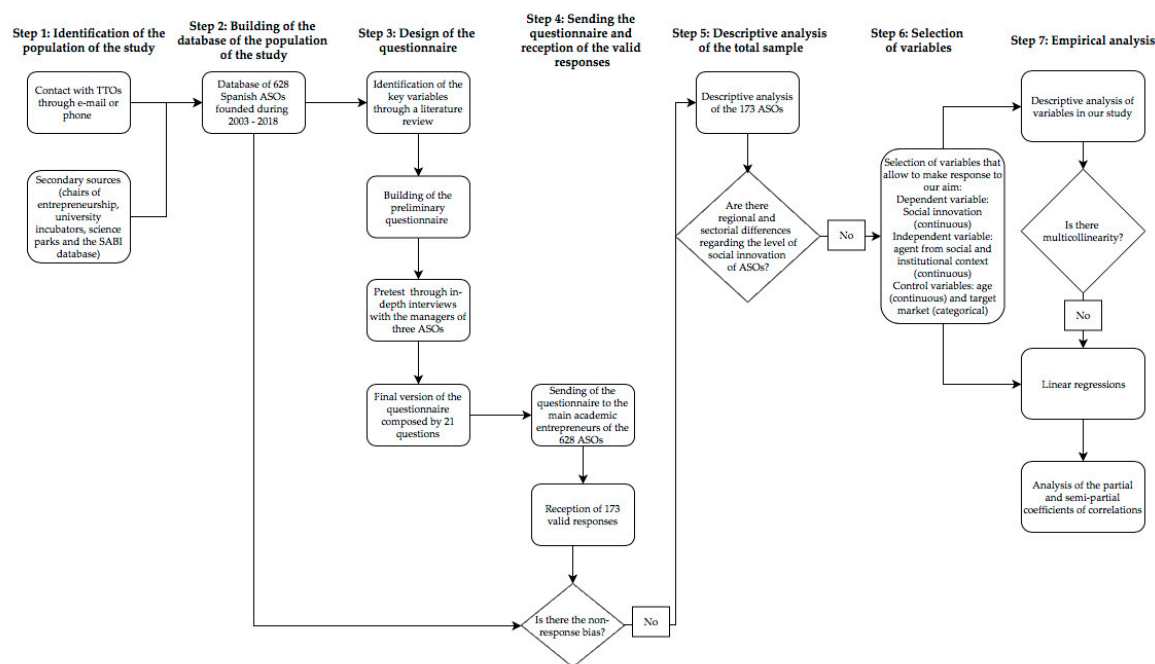 Step 1: Identification of the
population of the study
Contact with TTOs
through e-mail or
phone
Secondary sources
(chairs of
entrepreneurship,
university
incubators, science
parks and the SABI
database)
Step 2: Building of the
database of the population
of the study
Database of 628
Spanish ASOs
founded during
2003 - 2018
Step 3: Design of the
questionnaire
Identification of the
key variables
through a literature
review
Building of the
preliminary
questionnaire
Pretest through in-
depth interviews
with the managers of
three ASOs
Final version of the
questionnaire
composed by 21
questions
Step 4: Sending the
questionnaire and
reception of the valid
responses
Sending of the
questionnaire to the
main academic
entrepreneurs of the
628 ASOs
Reception of 173
valid responses
Is there the non-
response bias?
No
Step 5: Descriptive analysis
of the total sample
Descriptive analysis
of the 173 ASOs
Are there
regional and
sectorial differences
regarding the level of
social innovation
of ASOs?
No
Step 6: Selection
of variables
Selection of variables that
allow to make response to
our aim:
Dependent variable:
Social innovation
(continuous)
Independent variable:
agent from social and
institutional context
(continuous)
Control variables: age
(continuous) and target
market (categorical)
Step 7: Empirical analysis
Descriptive analysis of
variables in our study
Is there
multicollinearity?
No
Linear regressions
Analysis of the partial
and semi-partial
coefficients of correlations